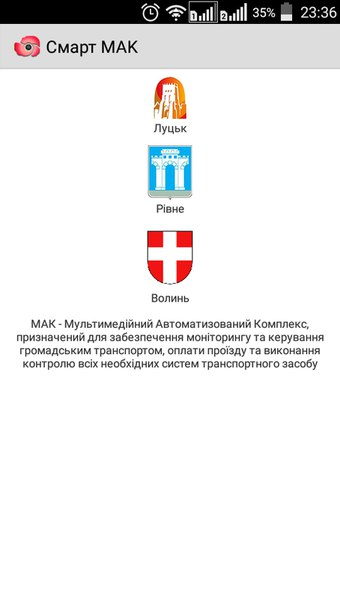 35% 23:36
Смарт МАК
Луцьк
Рівне
Волинь
МАК - Мультимедійний Автоматизований Комплекс,
призначений для забезпечення моніторингу та керування
громадським транспортом, оплати проїзду та виконання
контролю всіх необхідних систем транспортного засобу